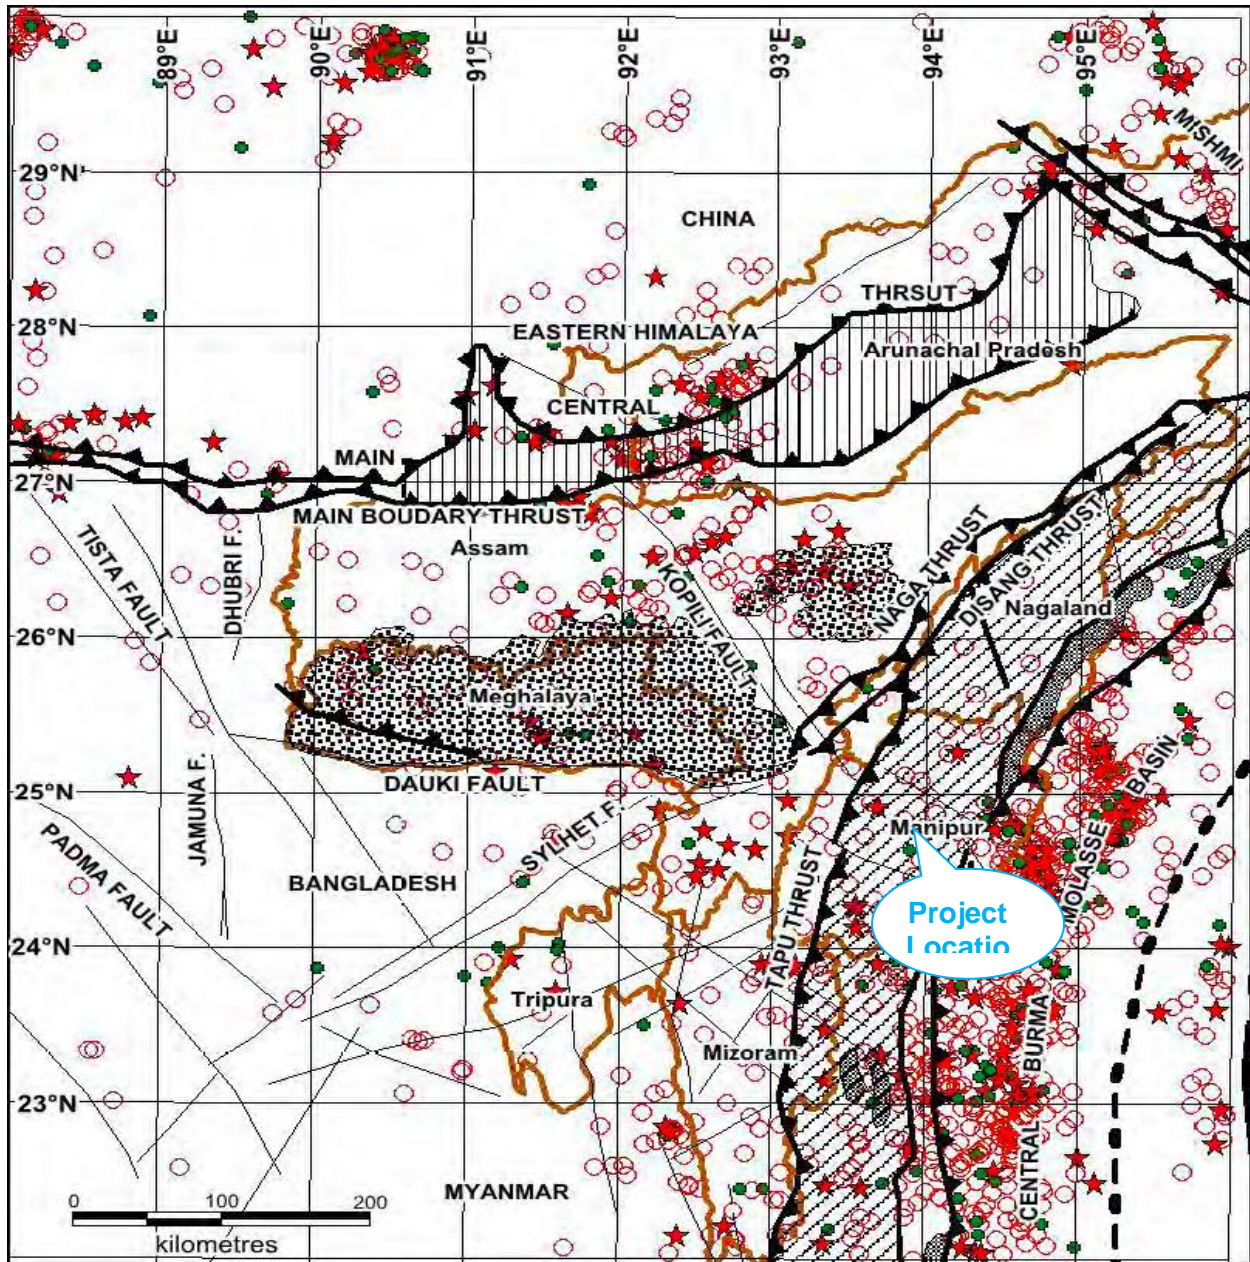 89°E
90°E
91°E
92°E
93°E
94°E
95°E
MISHMI
29°N
CHINA
THRSUT
28°N
EASTERN HIMALAYA
Arunachal Pradesh
CENTRAL
MAIN
27°N
MAIN BOUDARY THRUST
Assam
TISTA FAULT
DHUBRI F.
KOPILI FAULT
NAGA THRUST
DISANG THRUST
Nagaland
26°N
Meghalaya
25°N
DAUKI FAULT
JAMUNA F.
PADMA FAULT
SYLHET F.
BASIN
MOLASSE
Manipur
BANGLADESH
TAPU THRUST
Project
Locatio
24°N
Tripura
Mizoram
BURMA
CENTRAL
23°N
MYANMAR
0 100 200
kilometres